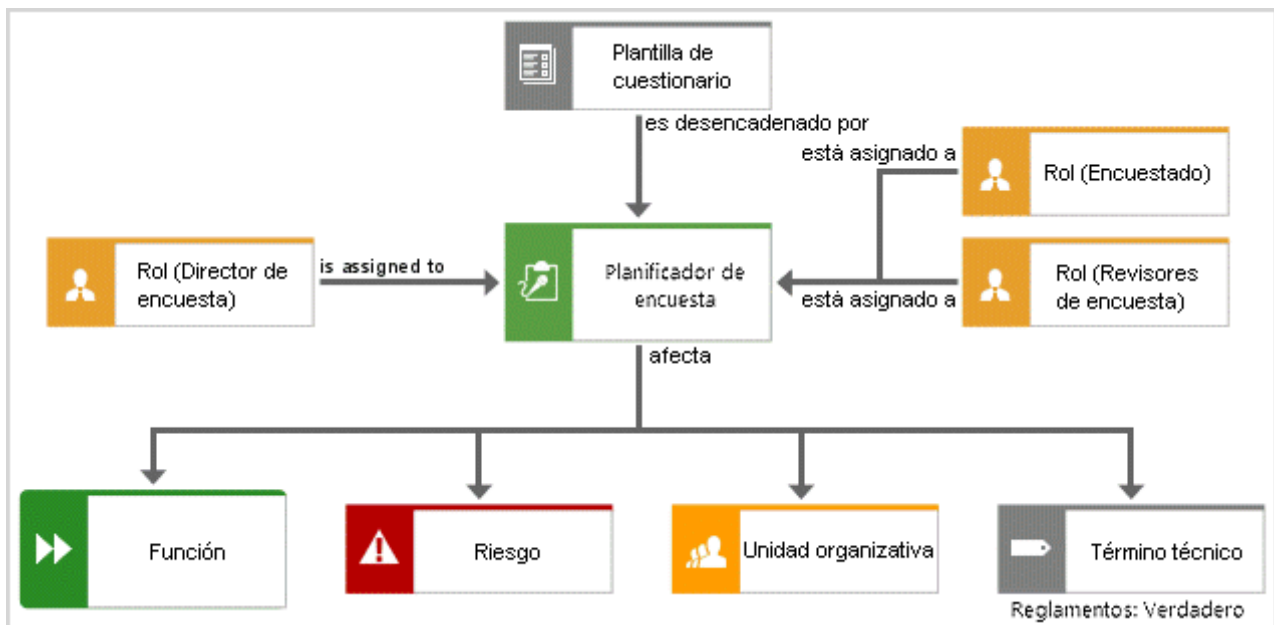 Plantilla de
cuestionario
es desencadenado por
está asignado a
Rol (Encuestado)
Rol (Director de
encuesta)
is assigned to
Planificador de
encuesta
Rol (Revisores
de encuesta)
está asignado a
afecta
Función
Riesgo
Unidad organizativa
Término técnico
Reglamentos: Verdadero